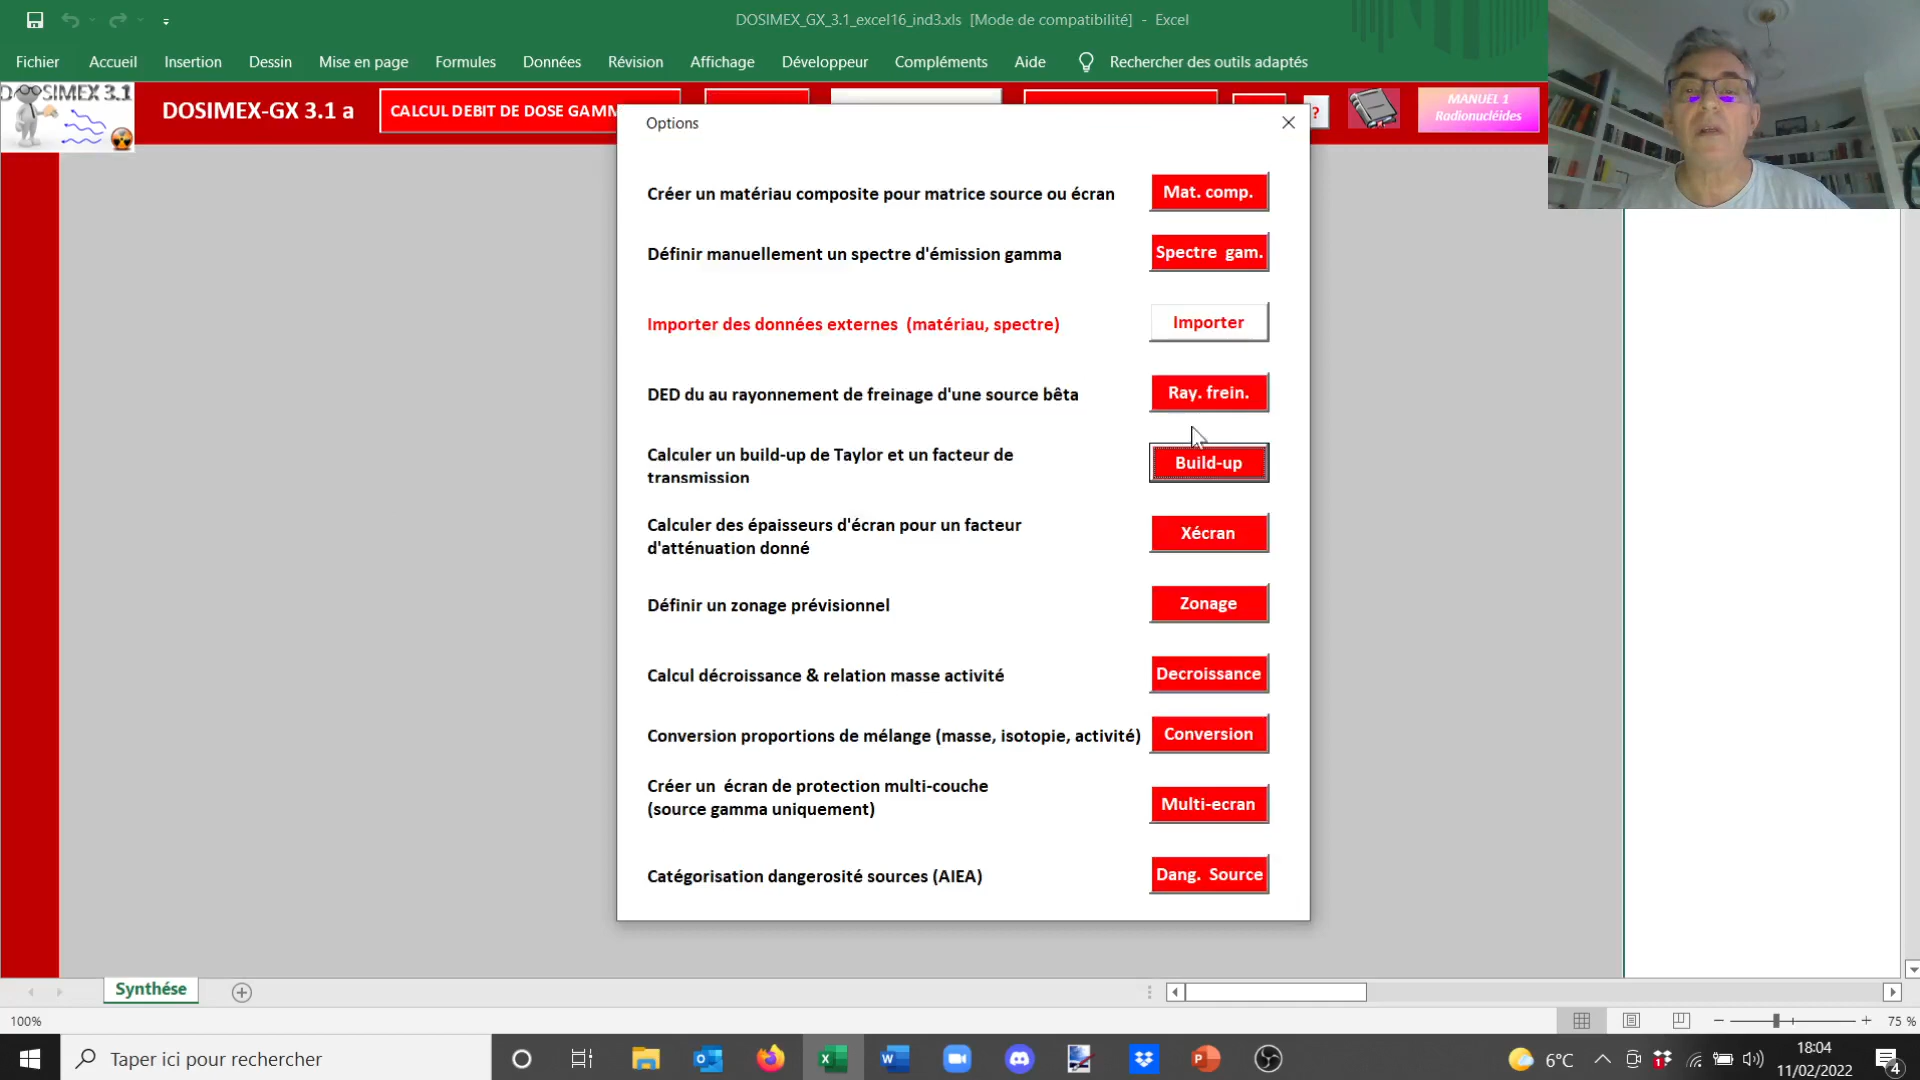 DOSIMEX_GX_3.1_excel16_ind3.xls [Mode de compatibilité] - Excel
Fichier Accueil Insertion Dessin Mise en page Formules Données Révision Affichage Développeur Compléments Aide Rechercher des outils adaptés
DOSIMEX 3.1
DOSIMEX-GX 3.1 a
CALCUL DEBIT DE DOSE GAMM
?
MANUEL 1
Radionucléides
Options
Créer un matériau composite pour matrice source ou écran
Mat. comp.
Définir manuellement un spectre d'émission gamma
Spectre gam.
Importer des données externes (matériau, spectre)
Importer
DED du au rayonnement de freinage d'une source bêta
Ray. frein.
Calculer un build-up de Taylor et un facteur de
transmission
Build-up
Calculer des épaisseurs d'écran pour un facteur
d'atténuation donné
Xécran
Définir un zonage prévisionnel
Zonage
Calcul décroissance & relation masse activité
Decroissance
Conversion proportions de mélange (masse, isotopie, activité)
Conversion
Créer un écran de protection multi-couche
(source gamma uniquement)
Multi-ecran
Catégorisation dangerosité sources (AIEA)
Dang. Source
Synthése
100%
75 %
Taper ici pour rechercher
6°C
18:04
11/02/2022
4